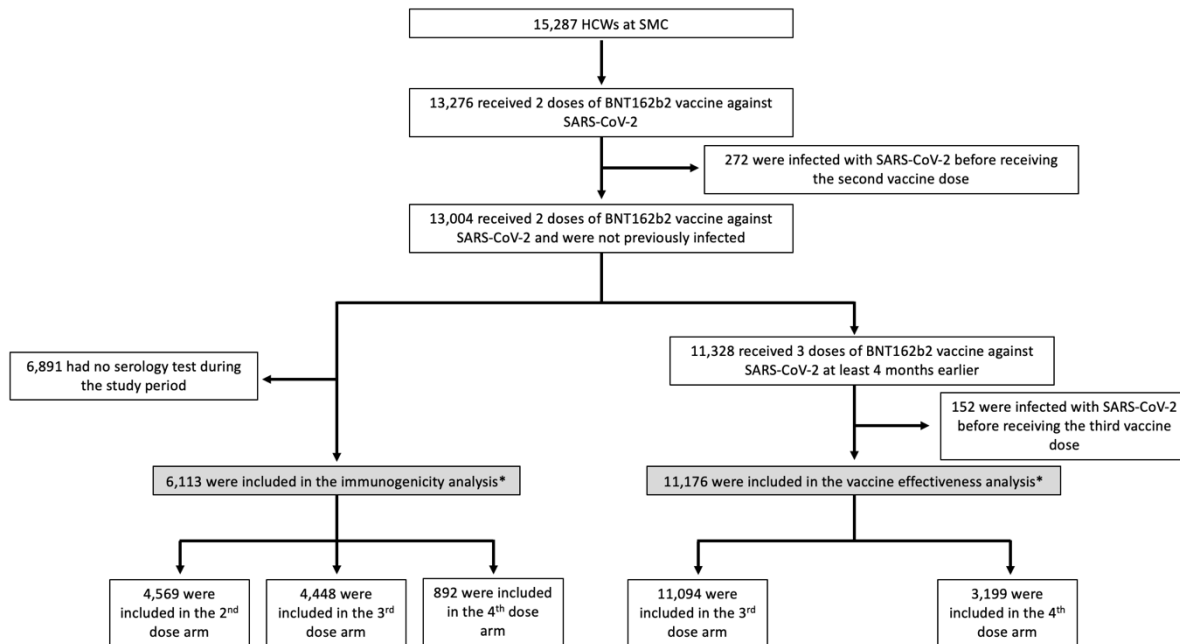 15,287 HCWs at SMC
13,276 received 2 doses of BNT162b2 vaccine against
SARS-CoV-2
272 were infected with SARS-CoV-2 before receiving
the second vaccine dose
13,004 received 2 doses of BNT162b2 vaccine against
SARS-CoV-2 and were not previously infected
6,891 had no serology test during
the study period
11,328 received 3 doses of BNT162b2 vaccine against
SARS-CoV-2 at least 4 months earlier
152 were infected with SARS-CoV-2
before receiving the third vaccine
dose
6,113 were included in the immunogenicity analysis*
11,176 were included in the vaccine effectiveness analysis*
4,569 were
included in the 2nd
dose arm
4,448 were
included in the 3rd
dose arm
892 were included
in the 4th dose
arm
11,094 were
included in the 3rd
dose arm
3,199 were
included in the 4th
dose arm